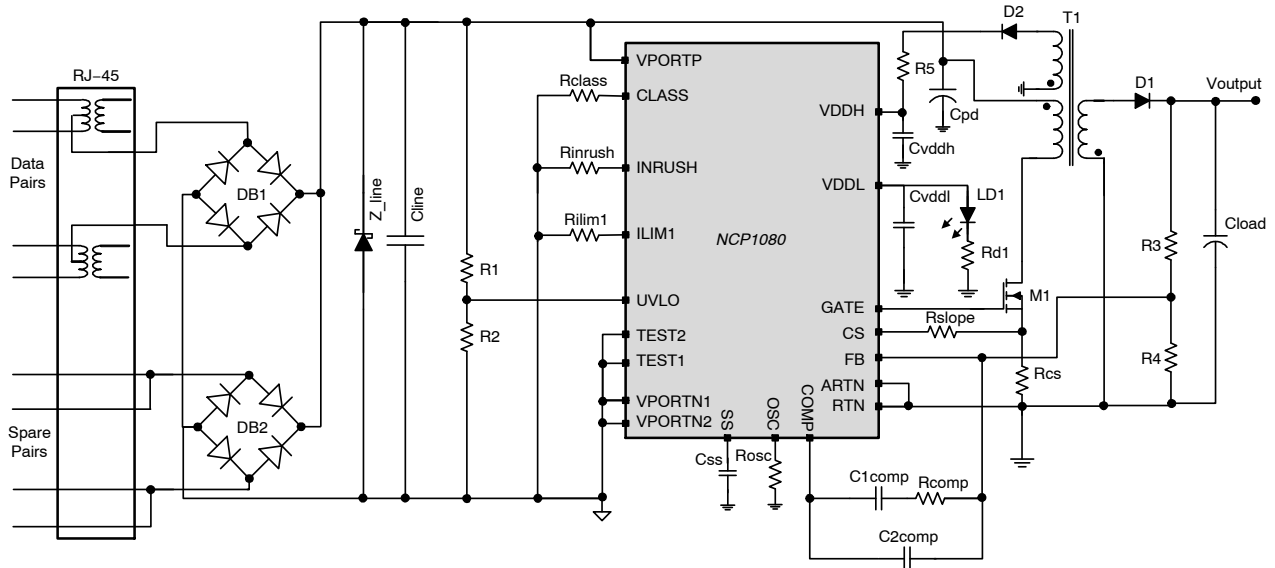 RJ−45
Data
Pairs
Spare
Pairs
DB1
DB2
Z_line
Cline
R1
R2
Rclass
Rinrush
Rilim1
VPORTP
CLASS
INRUSH
ILIM1
UVLO
TEST2
TEST1
VPORTN1
VPORTN2
NCP1080
VDDH
VDDL
GATE
CS
FB
ARTN
RTN
SS
OSC
COMP
Css
Rosc
C1comp
Rcomp
C2comp
R5
D2
T1
Cpd
Cvddh
Cvddl
LD1
Rd1
M1
Rslope
Rcs
D1
Voutput
R3
R4
Cload